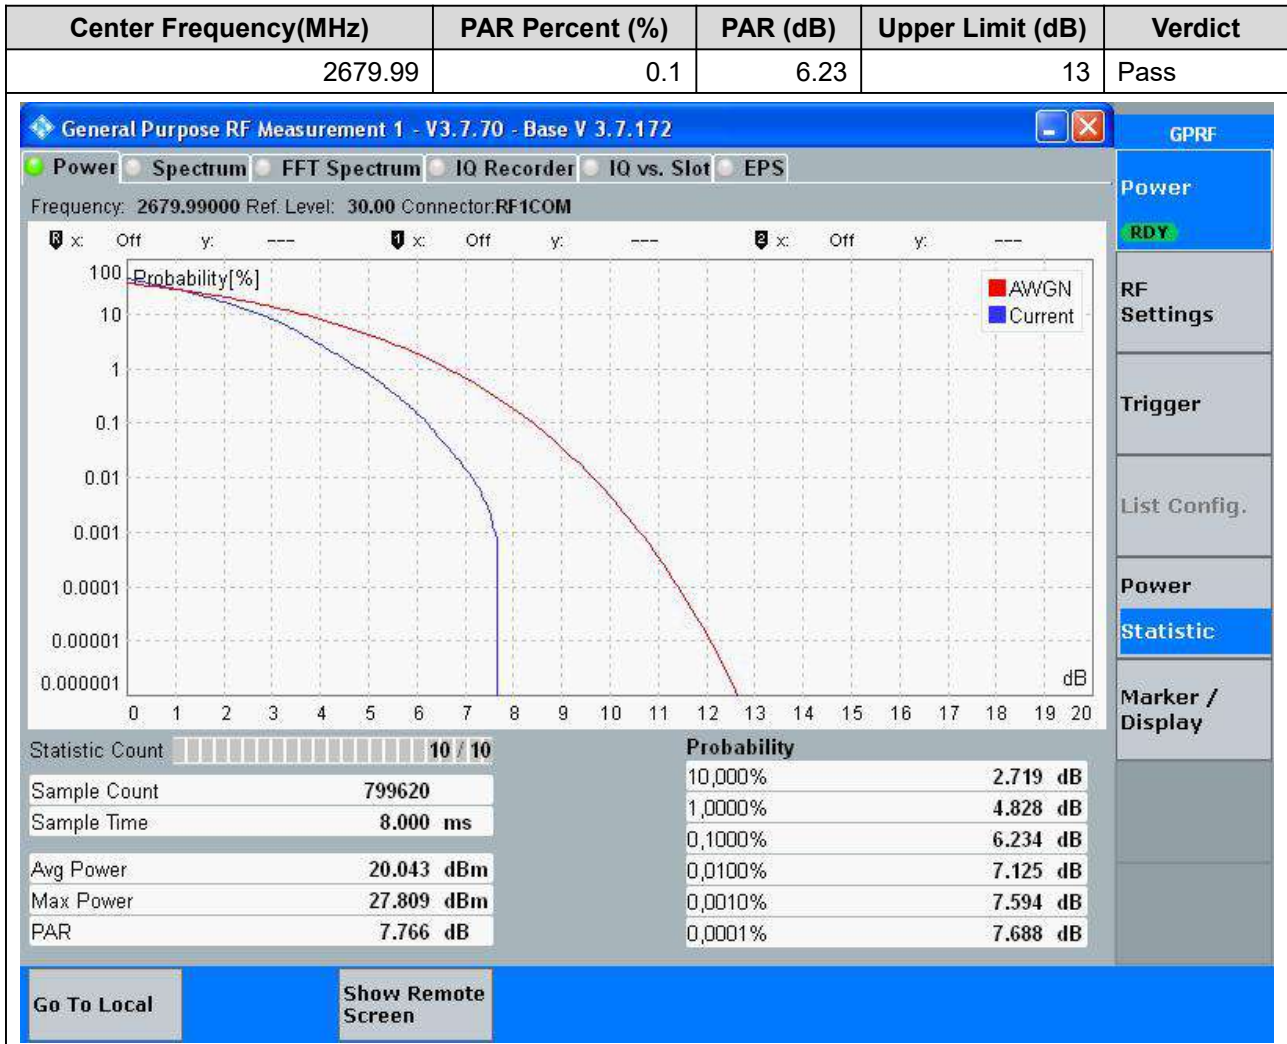 Center Frequency(MHz) PAR Percent (%) PAR (dB) Upper Limit (dB) Verdict
2679.99 0.1 6.23 13 Pass
General Purpose RF Measurement 1 - V3.7.70 - Base V 3.7.172
GPRF
Power Spectrum FFT Spectrum IQ Recorder IQ vs. Slot EPS
Frequency: 2679.99000 Ref. Level: 30.00 Connector:RF1COM
R x: Off y: --- 1 x: Off y: --- 2 x: Off y: ---
Probability[%]
AWGN
Current
100
10
1
0.1
0.01
0.001
0.0001
0.00001
0.000001
dB
0 1 2 3 4 5 6 7 8 9 10 11 12 13 14 15 16 17 18 19 20
Statistic Count 10 / 10
Sample Count 799620
Sample Time 8.000 ms
Avg Power 20.043 dBm
Max Power 27.809 dBm
PAR 7.766 dB
Probability
10,000% 2.719 dB
1,0000% 4.828 dB
0,1000% 6.234 dB
0,0100% 7.125 dB
0,0010% 7.594 dB
0,0001% 7.688 dB
Power
RDY
RF
Settings
Trigger
List Config.
Power
Statistic
Marker /
Display
Go To Local
Show Remote
Screen